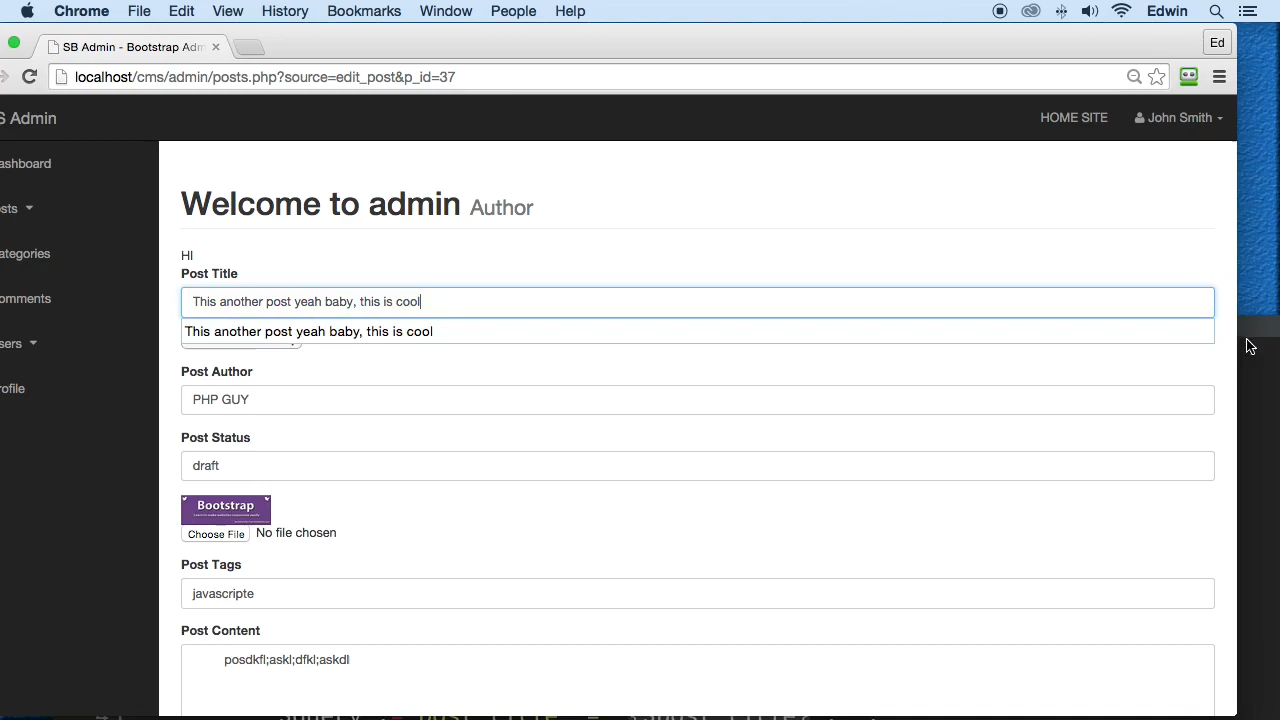 Chrome File Edit View History Bookmarks Window People Help Edwin
SB Admin - Bootstrap Adm Ed
localhost/cms/admin/posts.php?source=edit_post&p_id=37
S Admin HOME SITE John Smith
ashboard
sts
ategories
omments
sers
rofile
Welcome to admin Author
HI
Post Title
This another post yeah baby, this is cool
This another post yeah baby, this is cool
Post Author
PHP GUY
Post Status
draft
Bootstrap
Choose File No file chosen
Post Tags
javascripte
Post Content
posdkfl;askl;dfkl;askdl